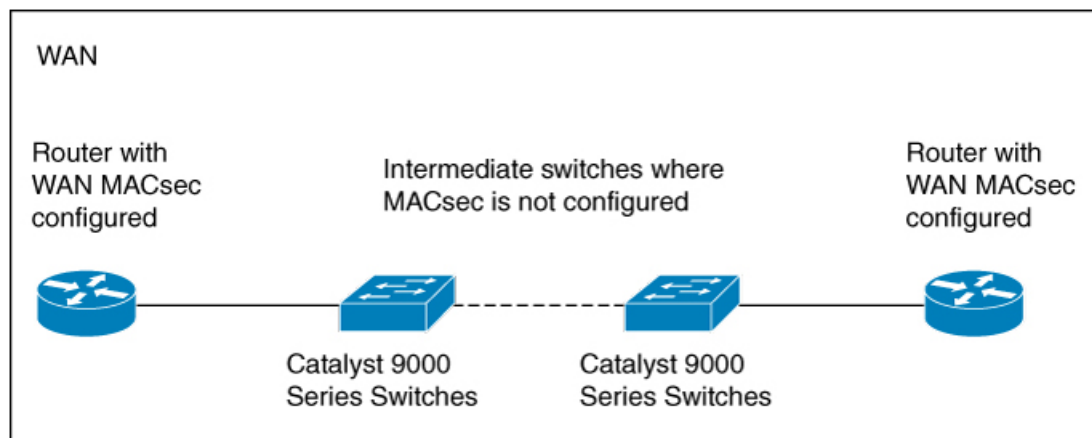 WAN
Router with
WAN MACsec
configured
Intermediate switches where
MACsec is not configured
Router with
WAN MACsec
configured
Catalyst 9000
Series Switches
Catalyst 9000
Series Switches